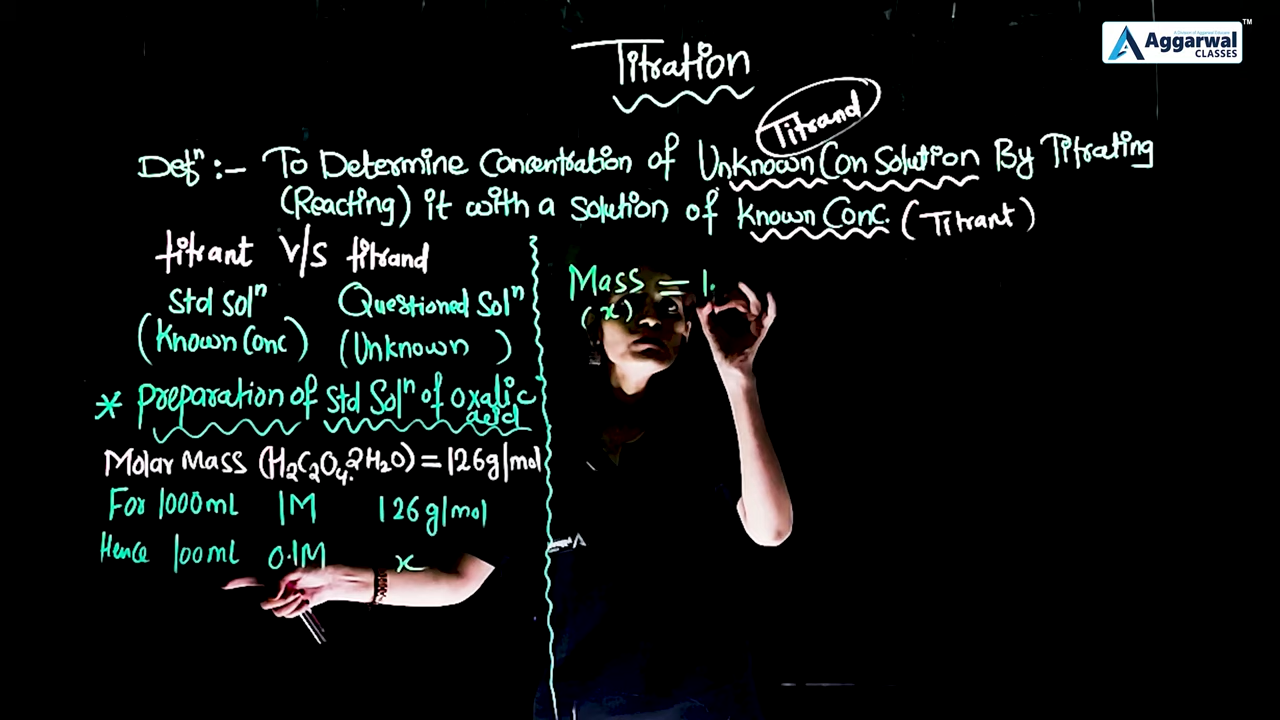 Aggarwal
CLASSES
TM
Titration
Titrand
Defⁿ :- To Determine Concentration of Unknown Con Solution By Titrating
(Reacting) it with a solution of known Conc. (Titrant)
titrant V/S titrand
Std Solⁿ Questioned Solⁿ
(Known Conc) (Unknown)
* Preparation of Std Solⁿ of Oxalic
acid
Molar Mass (H₂C₂O₄.2H₂O) = 126g/mol
For 1000ml 1M 126g/mol
Hence 100ml 0.1M x
Mass = 1.
(x)